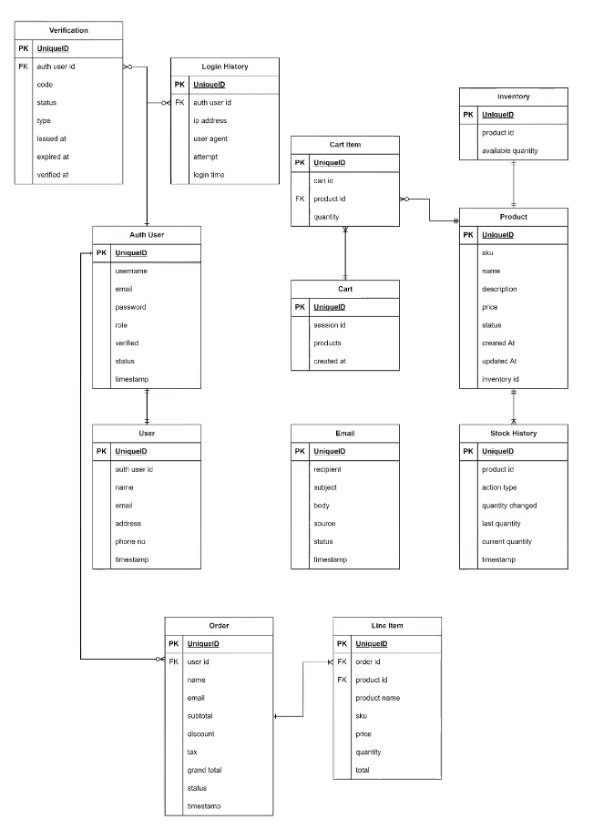 Verification
PK UniqueID
FK auth user id
code
status
type
issued at
expired at
verified at
Login History
PK UniqueID
FK auth user id
ip address
user agent
attempt
login time
Inventory
PK UniqueID
product id
available quantity
Cart Item
PK UniqueID
cart id
FK product id
quantity
Product
PK UniqueID
sku
name
description
price
status
created At
updated At
inventory id
Auth User
PK UniqueID
username
email
password
role
verified
status
timestamp
Cart
PK UniqueID
session id
products
created at
User
PK UniqueID
auth user id
name
email
address
phone no
timestamp
Email
PK UniqueID
recipient
subject
body
source
status
timestamp
Stock History
PK UniqueID
product id
action type
quantity changed
last quantity
current quantity
timestamp
Order
PK UniqueID
FK user id
name
email
subtotal
discount
tax
grand total
status
timestamp
Line Item
PK UniqueID
FK order id
FK product id
product name
sku
price
quantity
total